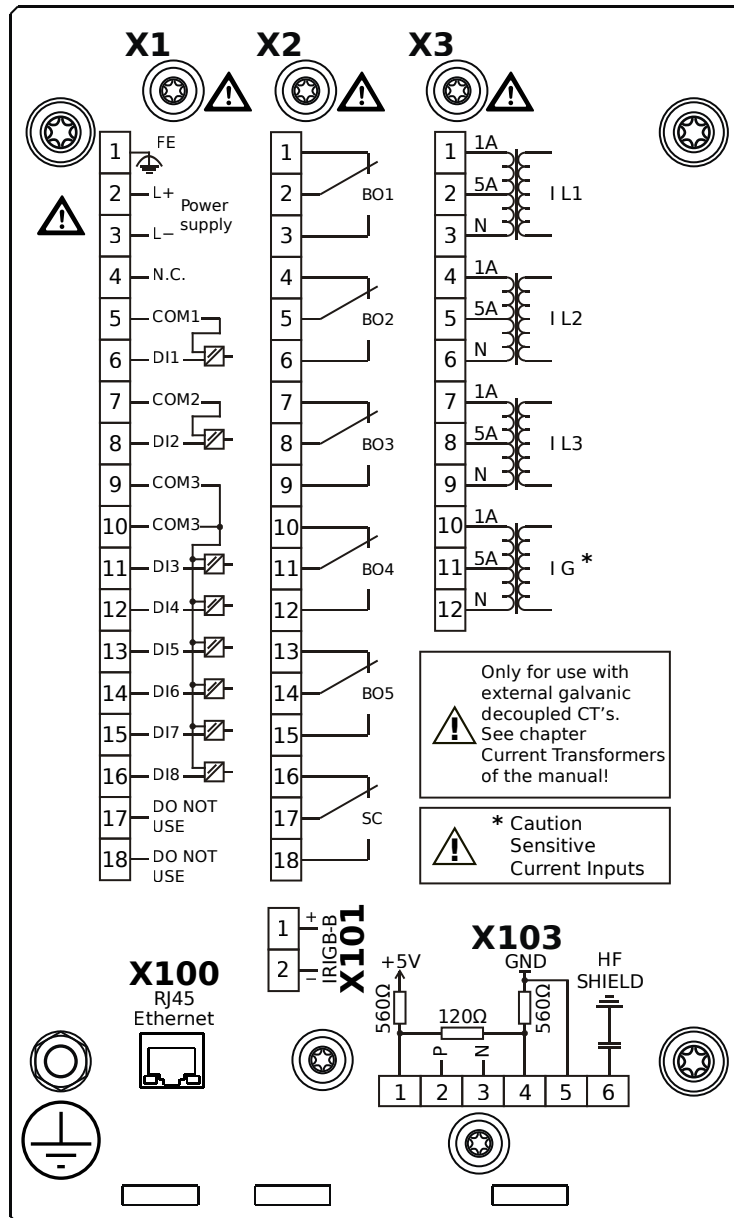 X1
X2
X3
1 FE
2 L+
Power
supply
3 L−
4 N.C.
5 COM1
6 DI1
7 COM2
8 DI2
9 COM3
10 COM3
11 DI3
12 DI4
13 DI5
14 DI6
15 DI7
16 DI8
17 DO NOT
USE
18 DO NOT
USE
1
2 BO1
3
4
5 BO2
6
7
8 BO3
9
10
11 BO4
12
13
14 BO5
15
16
17 SC
18
1 1A
2 5A I L1
3 N
4 1A
5 5A I L2
6 N
7 1A
8 5A I L3
9 N
10 1A
11 5A I G *
12 N
Only for use with
external galvanic
decoupled CT's.
See chapter
Current Transformers
of the manual!
* Caution
Sensitive
Current Inputs
X100
RJ45
Ethernet
1 +
2 −
IRIGB-B
X101
X103
+5V
GND
HF
SHIELD
560Ω
120Ω
560Ω
P
N
1 2 3 4 5 6